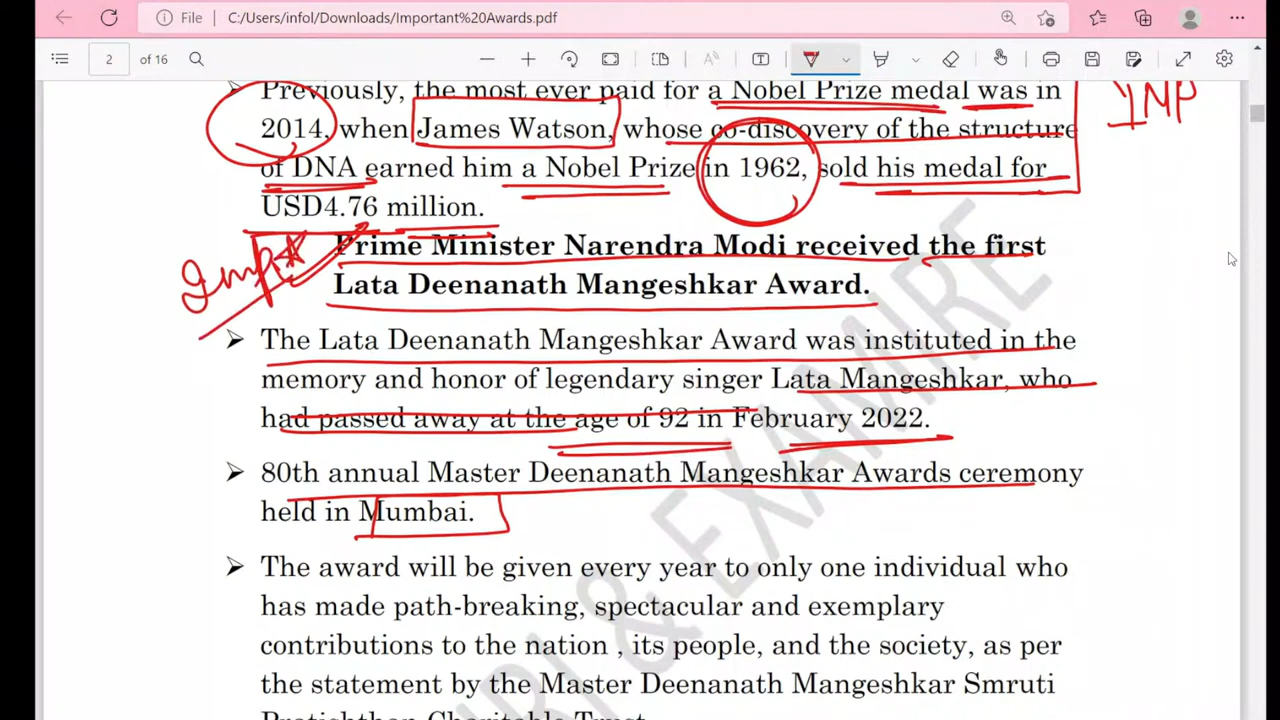 File C:/Users/infol/Downloads/Important%20Awards.pdf
2 of 16
Previously, the most ever paid for a Nobel Prize medal was in
2014, when James Watson, whose co-discovery of the structure
of DNA earned him a Nobel Prize in 1962, sold his medal for
USD4.76 million.
IMP
Imp
Prime Minister Narendra Modi received the first
Lata Deenanath Mangeshkar Award.
The Lata Deenanath Mangeshkar Award was instituted in the
memory and honor of legendary singer Lata Mangeshkar, who
had passed away at the age of 92 in February 2022.
80th annual Master Deenanath Mangeshkar Awards ceremony
held in Mumbai.
The award will be given every year to only one individual who
has made path-breaking, spectacular and exemplary
contributions to the nation , its people, and the society, as per
the statement by the Master Deenanath Mangeshkar Smruti
Pratishthan Charitable Trust
URI & EXAMIRE